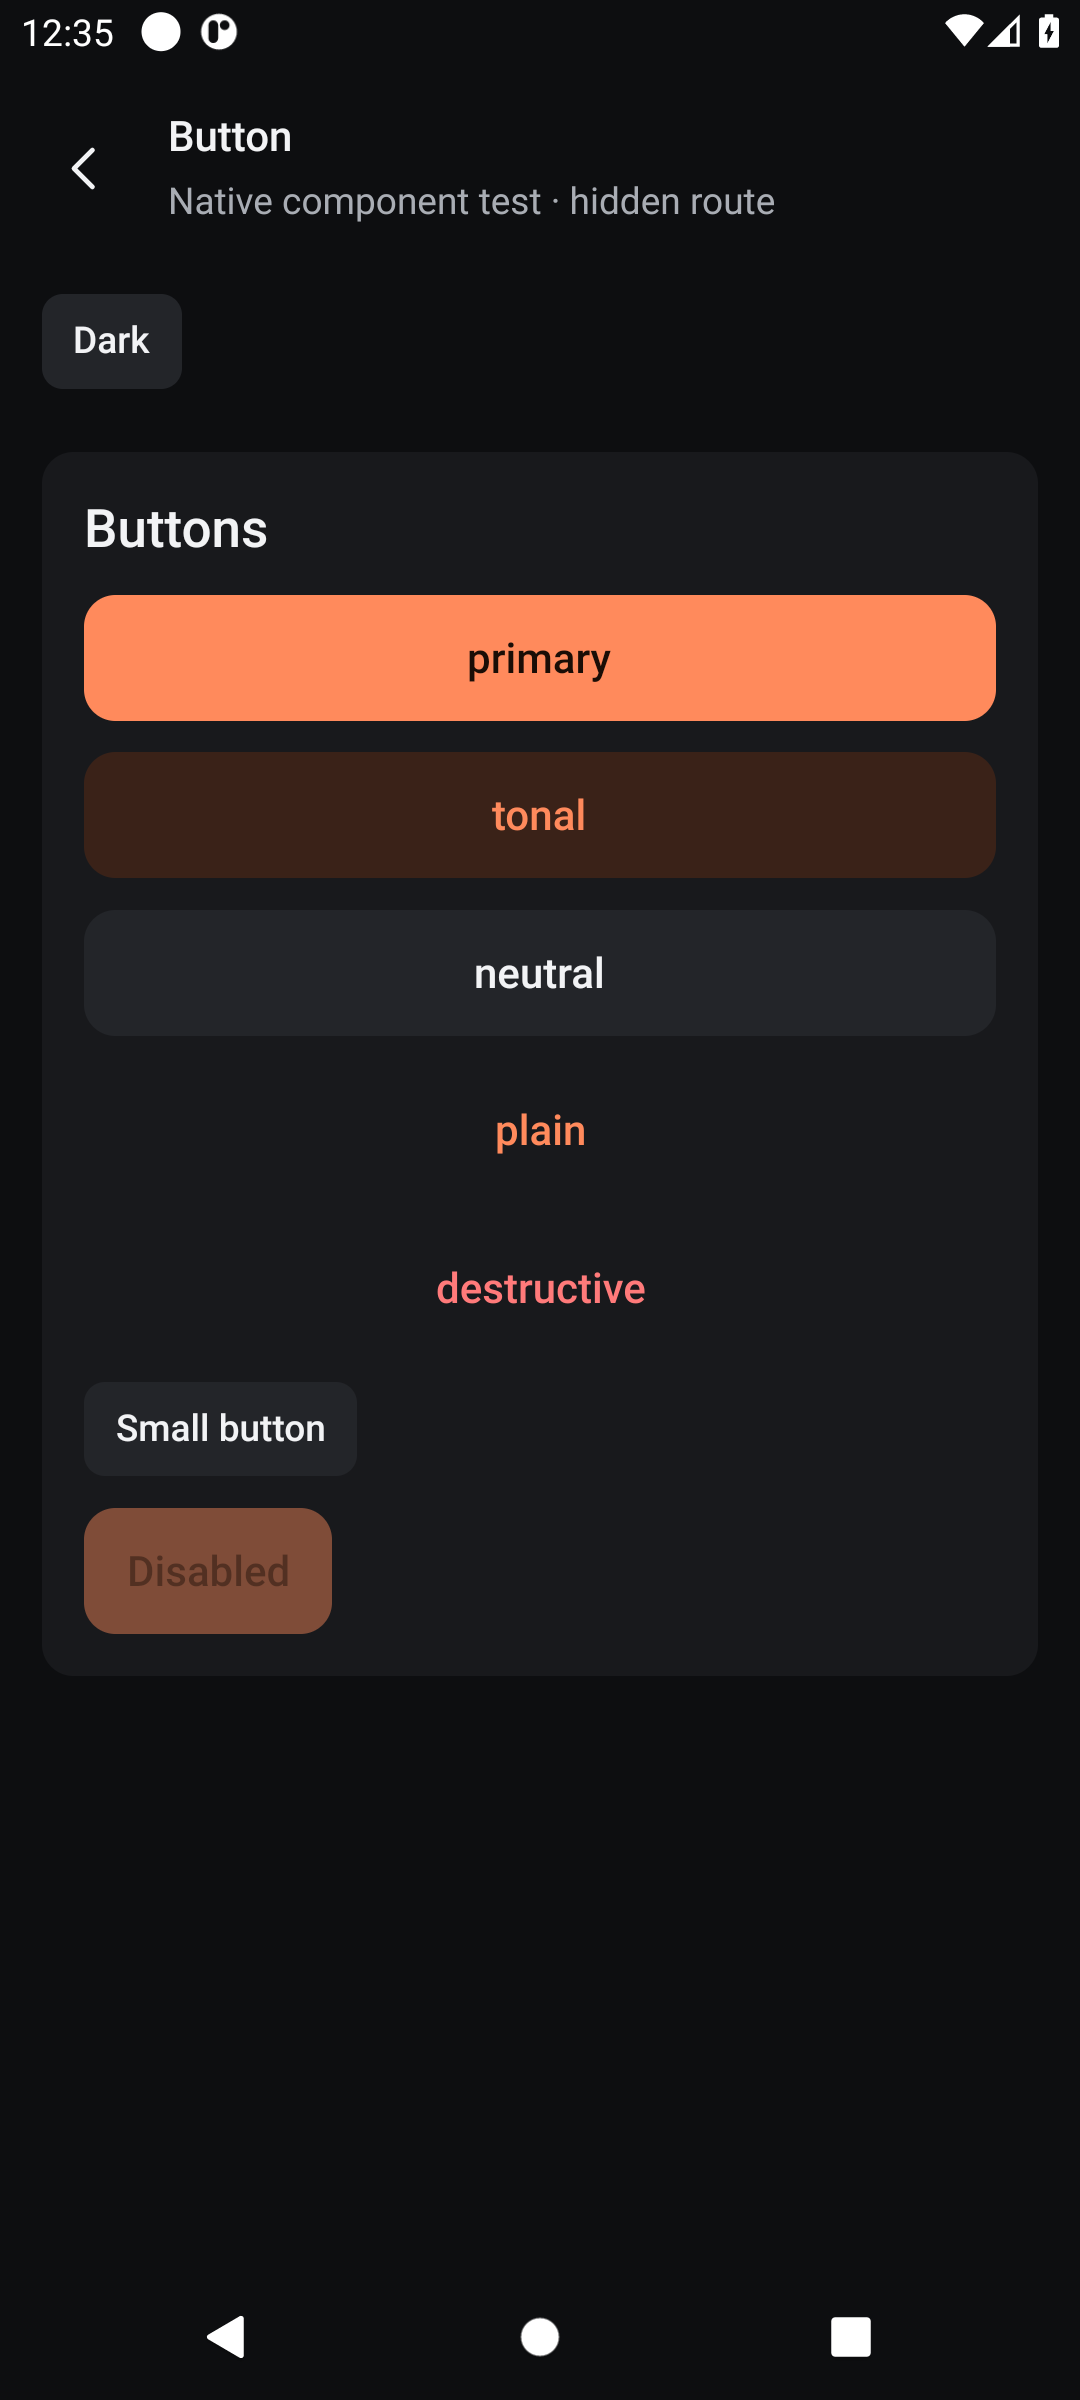 12:35
Button
Native component test · hidden route
Dark
Buttons
primary
tonal
neutral
plain
destructive
Small button
Disabled